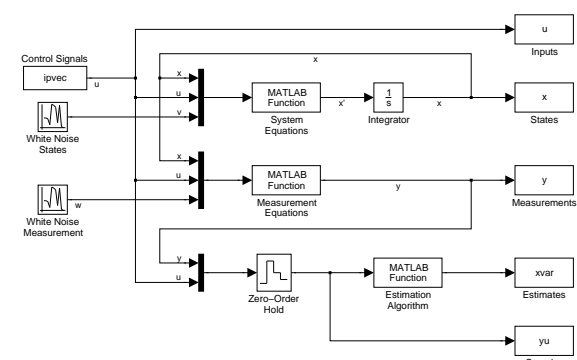 u
Inputs
Control Signals
ipvec
u
x
x
u
v
MATLAB
Function
System
Equations
x'
1
s
Integrator
x
x
States
White Noise
States
x
u
MATLAB
Function
Measurement
Equations
y
y
Measurements
w
White Noise
Measurement
y
u
Zero–Order
Hold
MATLAB
Function
Estimation
Algorithm
xvar
Estimates
yu